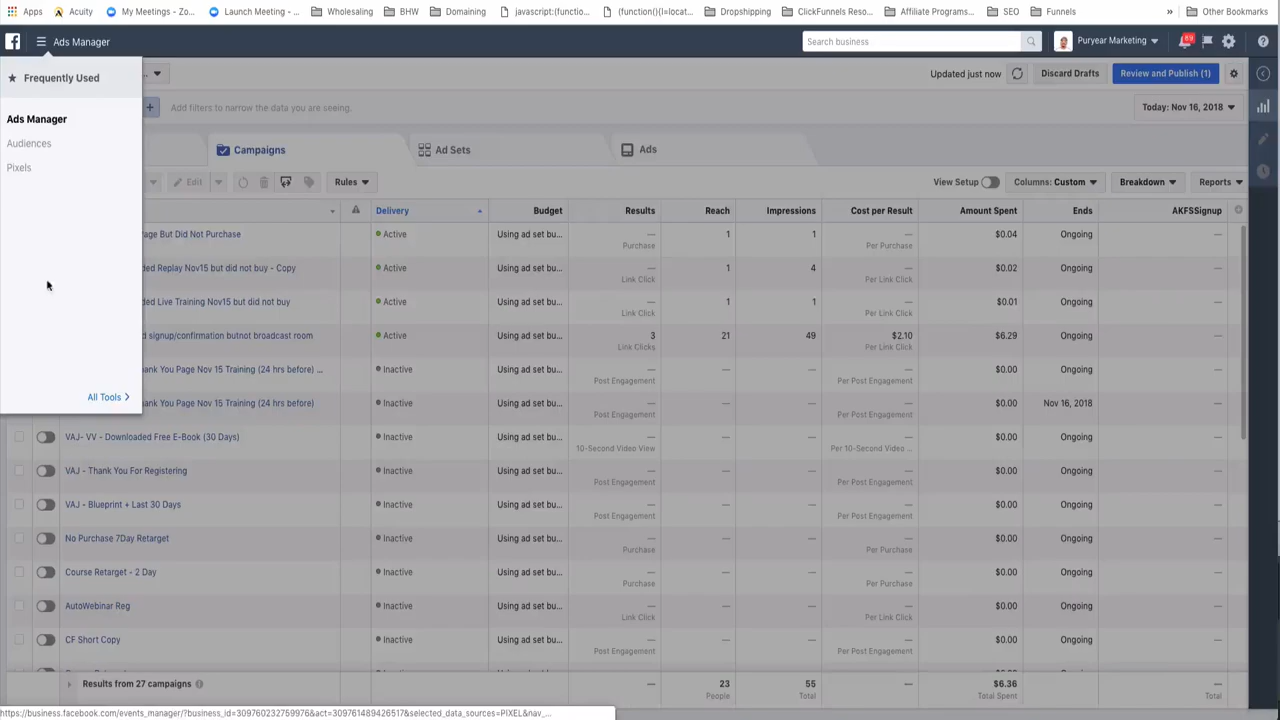 Apps Acuity My Meetings - Zo... Launch Meeting - ... Wholesaling BHW Domaining javascript:(functio... (function(){l=locat... Dropshipping ClickFunnels Reso... Affiliate Programs... SEO Funnels » Other Bookmarks
Ads Manager Search business Puryear Marketing 69
Frequently Used ... Updated just now Discard Drafts Review and Publish (1)
+ Add filters to narrow the data you are seeing. Today: Nov 16, 2018
Ads Manager
Audiences
Pixels
Campaigns Ad Sets Ads
Edit Rules View Setup Columns: Custom Breakdown Reports
Delivery Budget Results Reach Impressions Cost per Result Amount Spent Ends AKFSSignup
age But Did Not Purchase Active Using ad set bu... — 1 1 — $0.04 Ongoing —
Purchase Per Purchase
ded Replay Nov15 but did not buy - Copy Active Using ad set bu... — 1 4 — $0.02 Ongoing —
Link Click Per Link Click
ded Live Training Nov15 but did not buy Active Using ad set bu... — 1 1 — $0.01 Ongoing —
Link Click Per Link Click
d signup/confirmation butnot broadcast room Active Using ad set bu... 3 21 49 $2.10 $6.29 Ongoing —
Link Clicks Per Link Click
ank You Page Nov 15 Training (24 hrs before) ... Inactive Using ad set bu... — — — — $0.00 Ongoing —
Post Engagement Per Post Engagement
All Tools
ank You Page Nov 15 Training (24 hrs before) Inactive Using ad set bu... — — — — $0.00 Nov 16, 2018 —
Post Engagement Per Post Engagement
VAJ- VV - Downloaded Free E-Book (30 Days) Inactive Using ad set bu... — — — — $0.00 Ongoing —
10-Second Video View Per 10-Second Video ...
VAJ - Thank You For Registering Inactive Using ad set bu... — — — — $0.00 Ongoing —
Post Engagement Per Post Engagement
VAJ - Blueprint + Last 30 Days Inactive Using ad set bu... — — — — $0.00 Ongoing —
Post Engagement Per Post Engagement
No Purchase 7Day Retarget Inactive Using ad set bu... — — — — $0.00 Ongoing —
Purchase Per Purchase
Course Retarget - 2 Day Inactive Using ad set bu... — — — — $0.00 Ongoing —
Purchase Per Purchase
AutoWebinar Reg Inactive Using ad set bu... — — — — $0.00 Ongoing —
Link Click Per Link Click
CF Short Copy Inactive Using ad set bu... — — — — $0.00 Ongoing —
Post Engagement Per Post Engagement
Results from 27 campaigns — 23 55 — $6.36 —
People Total Total Spent Total
https://business.facebook.com/events_manager/?business_id=309760232759976&act=309761489426517&selected_data_sources=PIXEL&nav_...